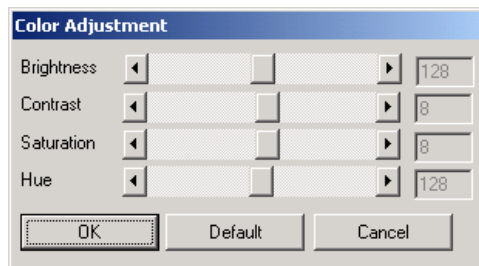 Color Adjustment
Brightness 128
Contrast 8
Saturation 8
Hue 128
OK Default Cancel